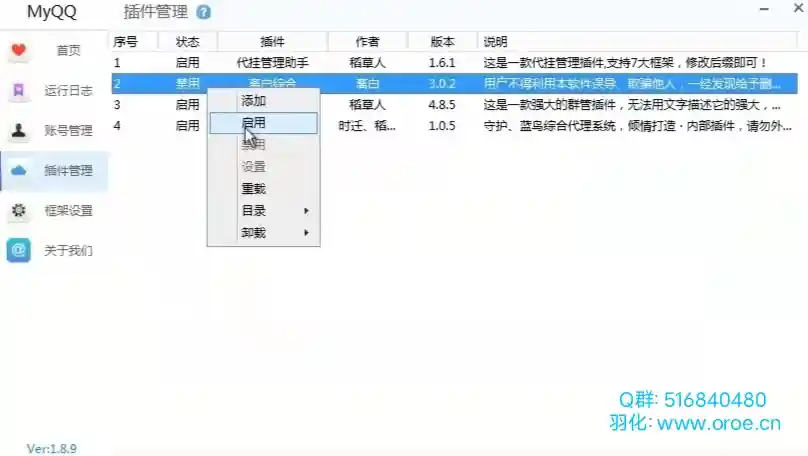 MyQQ
插件管理 ?
首页
运行日志
账号管理
插件管理
框架设置
关于我们
序号 状态 插件 作者 版本 说明
1 启用 代挂管理助手 稻草人 1.6.1 这是一款代挂管理插件,支持7大框架，修改后缀即可！
2 禁用 离白 3.0.2 用户不得利用本软件误导、欺骗他人，一经发现给予删...
3 启用 稻草人 4.8.5 这是一款强大的群管插件，无法用文字描述它的强大，...
4 启用 时迁、稻... 1.0.5 守护、蓝鸟综合代理系统，倾情打造·内部插件，请勿外...
添加
启用
禁用
设置
重载
目录
卸载
Q群: 516840480
羽化: www.oroe.cn
Ver:1.8.9